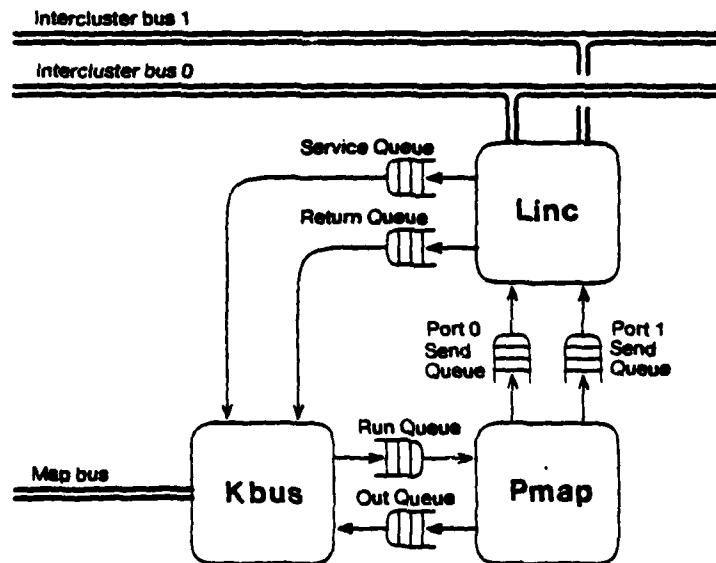 Intercluster bus 1
Intercluster bus 0
Service Queue
Linc
Return Queue
Port 0
Send
Queue
Port 1
Send
Queue
Run Queue
Map bus
Kbus
Pmap
Out Queue